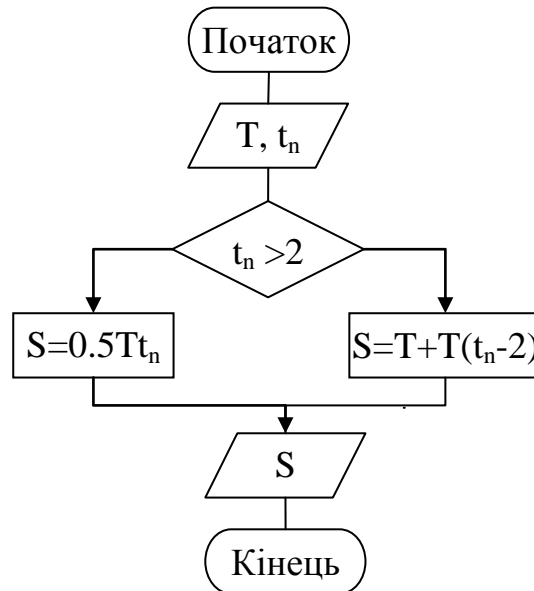 Початок
T, tₙ
tₙ >2
S=0.5Ttₙ
S=T+T(tₙ-2)
S
Кінець